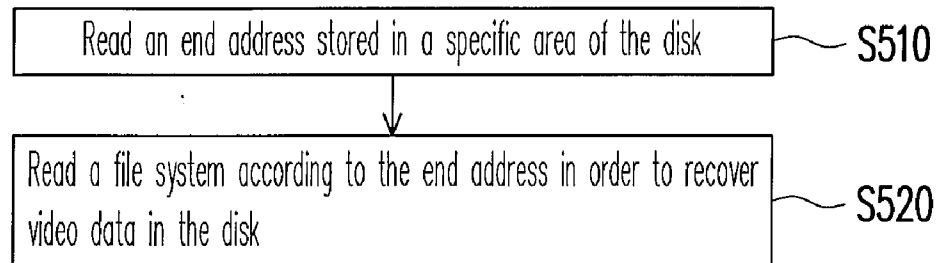 Read an end address stored in a specific area of the disk
S510
Read a file system according to the end address in order to recover
video data in the disk
S520